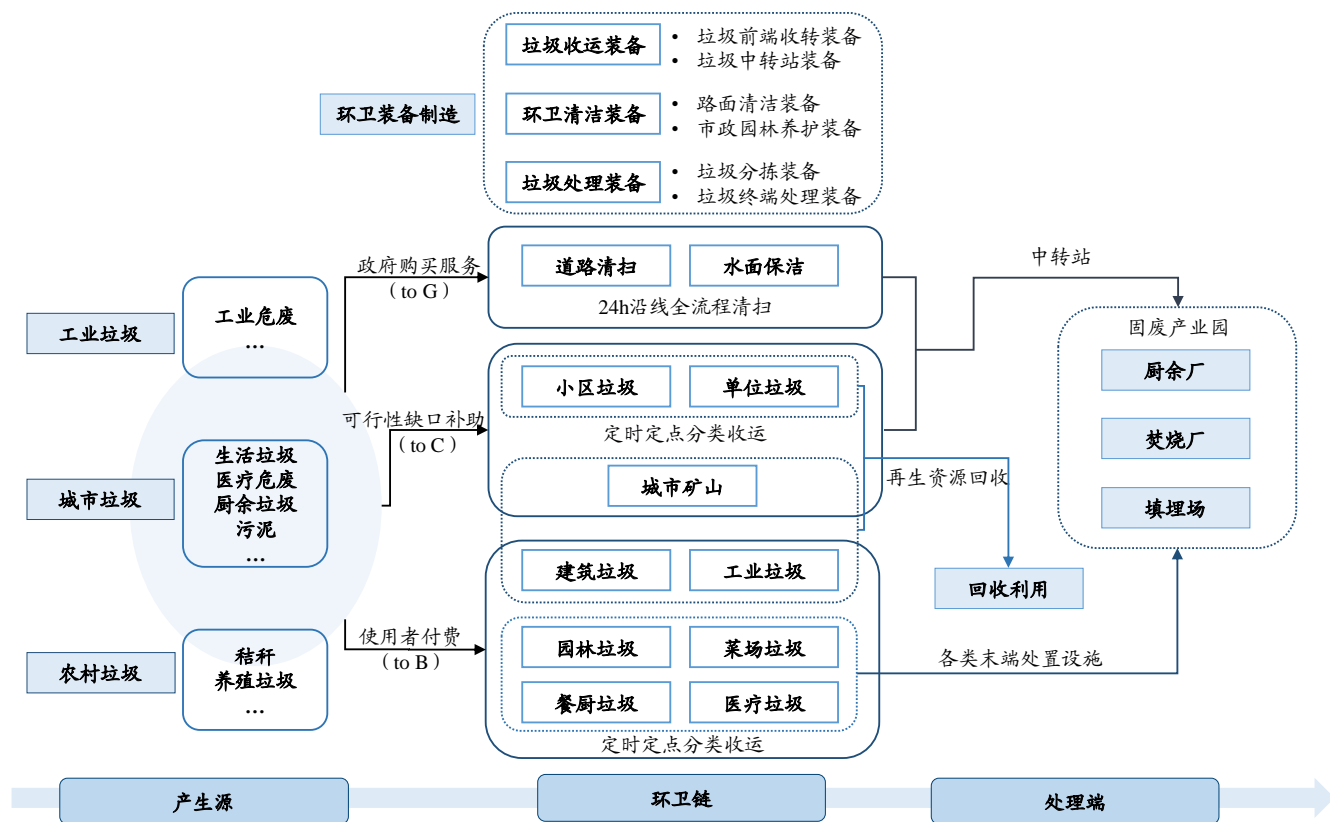 垃圾收运装备
• 垃圾前端收转装备
• 垃圾中转站装备
环卫装备制造
环卫清洁装备
• 路面清洁装备
• 市政园林养护装备
垃圾处理装备
• 垃圾分拣装备
• 垃圾终端处理装备
政府购买服务
（to G）
道路清扫
水面保洁
24h沿线全流程清扫
中转站
工业垃圾
工业危废
…
固废产业园
厨余厂
焚烧厂
填埋场
可行性缺口补助
（to C）
小区垃圾
单位垃圾
定时定点分类收运
城市矿山
再生资源回收
回收利用
城市垃圾
生活垃圾
医疗危废
厨余垃圾
污泥
…
建筑垃圾
工业垃圾
使用者付费
（to B）
园林垃圾
菜场垃圾
餐厨垃圾
医疗垃圾
定时定点分类收运
各类末端处置设施
农村垃圾
秸秆
养殖垃圾
…
产生源
环卫链
处理端